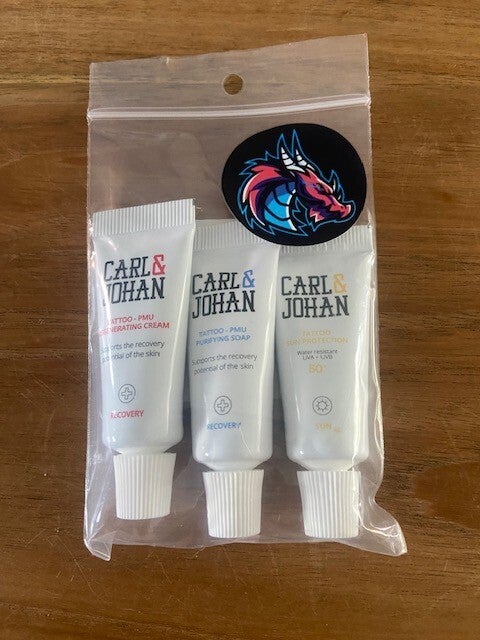 CARL&
JOHAN
TATTOO - PMU
REGENERATING CREAM
Supports the recovery
potential of the skin
RECOVERY
CARL&
JOHAN
TATTOO - PMU
PURIFYING SOAP
Supports the recovery
potential of the skin
RECOVERY
CARL&
JOHAN
TATTOO
SUN PROTECTION
Water resistant
UVA + UVB
50+
SUN